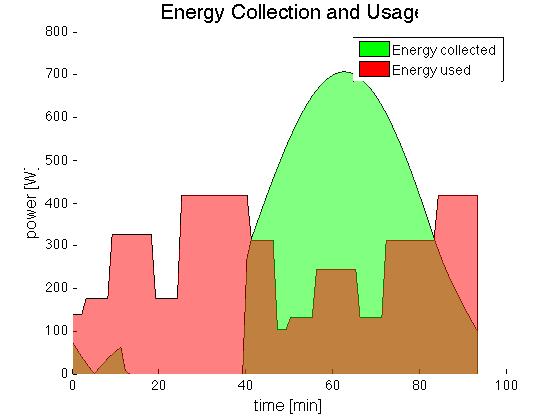 Energy Collection and Usage
800
700
600
500
400
300
200
100
0
power [W]
Energy collected
Energy used
0 20 40 60 80 100
time [min]